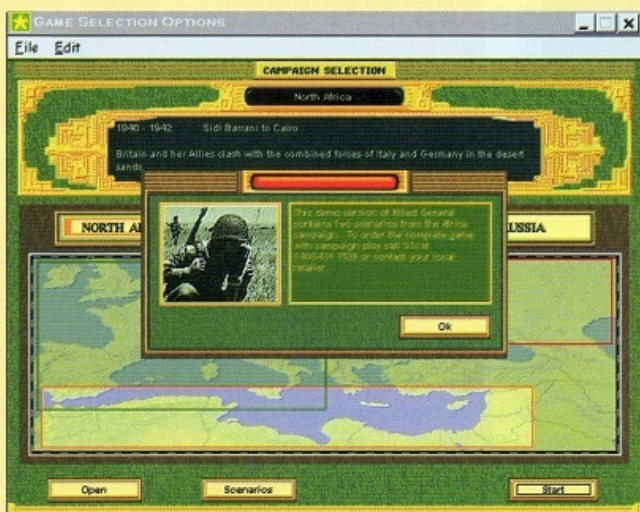 GAME SELECTION OPTIONS
File Edit
CAMPAIGN SELECTION
North Africa
1940 - 1942 Sidi Barrani to Cairo
Britain and her Allies clash with the combined forces of Italy and Germany in the desert
sands
This demo version of Allied General
contains two scenarios from the Africa
campaign. To order the complete game
with campaign play call SSI at
or contact your local
retailer.
NORTH A
USSIA
Ok
Open Scenarios Start